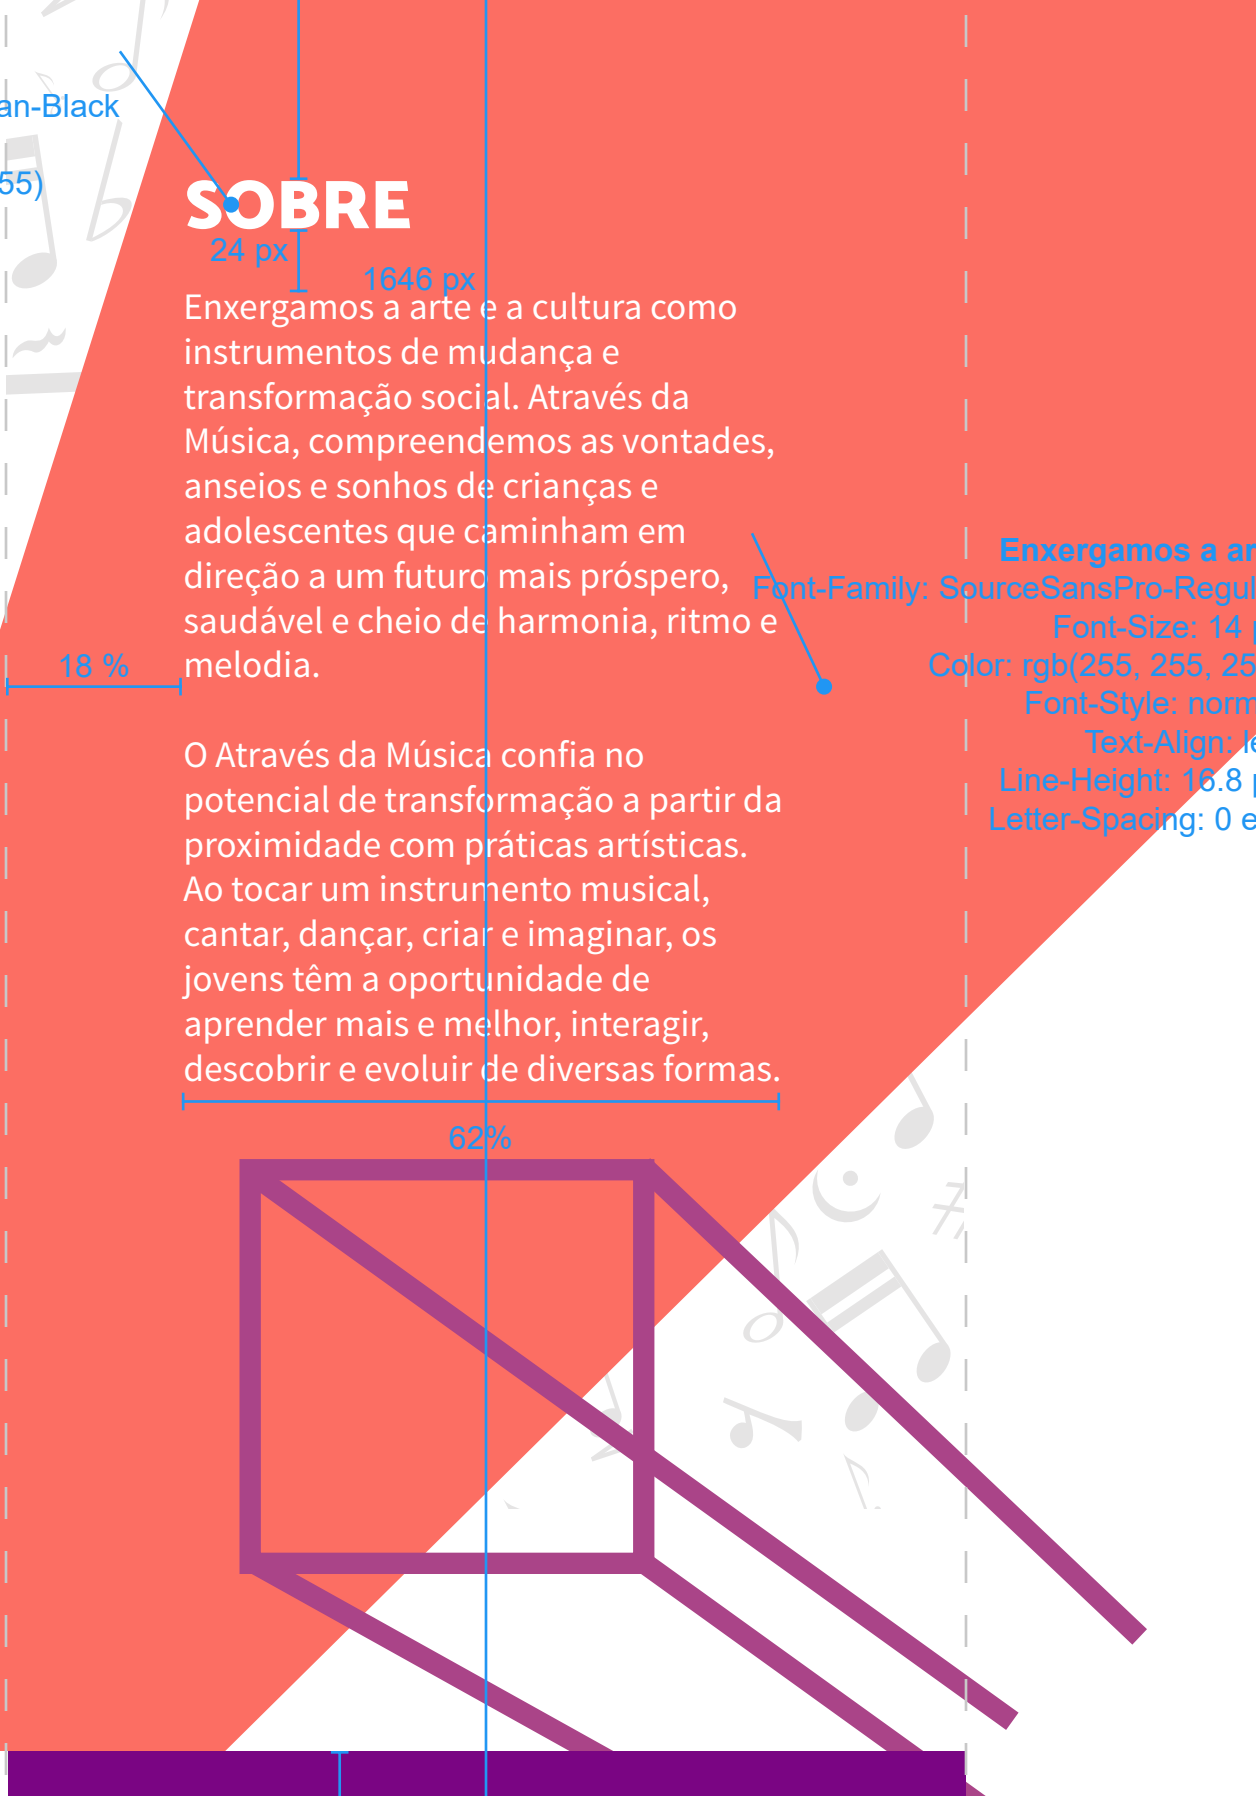 an-Black
55)
SOBRE
24 px
1646 px
Enxergamos a arte e a cultura como
instrumentos de mudança e
transformação social. Através da
Música, compreendemos as vontades,
anseios e sonhos de crianças e
adolescentes que caminham em
direção a um futuro mais próspero,
saudável e cheio de harmonia, ritmo e
melodia.
18 %
Enxergamos a ar
Font-Family: SourceSansPro-Regul
Font-Size: 14 p
Color: rgb(255, 255, 25
Font-Style: norm
Text-Align: le
Line-Height: 16.8 p
Letter-Spacing: 0 e
O Através da Música confia no
potencial de transformação a partir da
proximidade com práticas artísticas.
Ao tocar um instrumento musical,
cantar, dançar, criar e imaginar, os
jovens têm a oportunidade de
aprender mais e melhor, interagir,
descobrir e evoluir de diversas formas.
62%